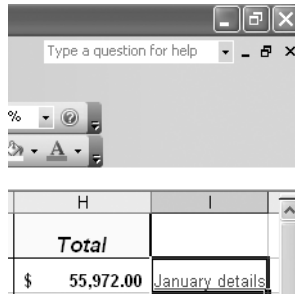 Type a question for help
%
A
H I
Total
$ 55,972.00 January details